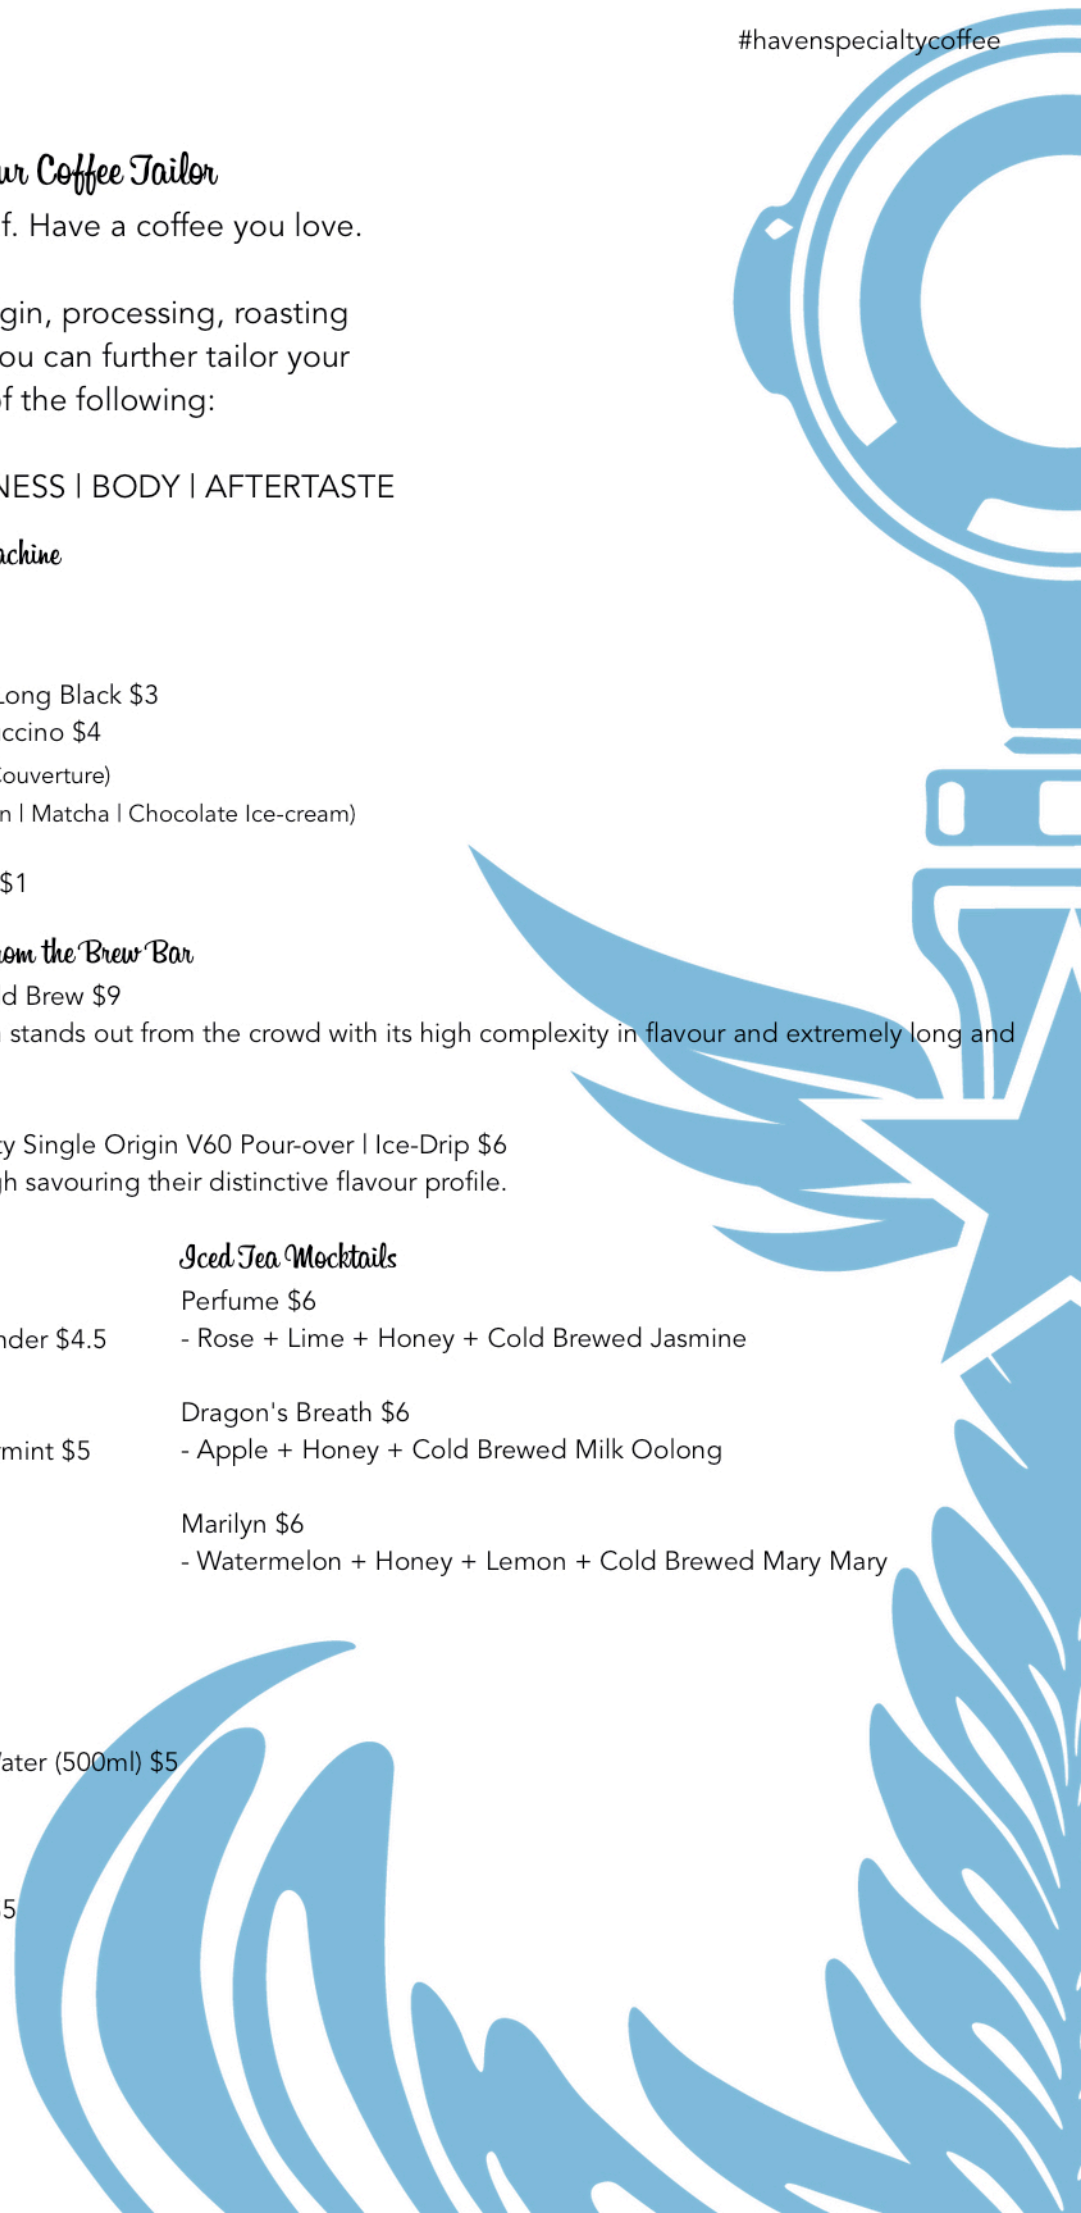 #havenspecialtycoffee
Coffee Tailor
f. Have a coffee you love.
gin, processing, roasting
ou can further tailor your
of the following:
NESS | BODY | AFTERTASTE
achine
Long Black $3
ccino $4
Couverture)
n | Matcha | Chocolate Ice-cream)
$1
om the Brew Bar
ld Brew $9
stands out from the crowd with its high complexity in flavour and extremely long and
ty Single Origin V60 Pour-over | Ice-Drip $6
gh savouring their distinctive flavour profile.
Iced Tea Mocktails
Perfume $6
nder $4.5
- Rose + Lime + Honey + Cold Brewed Jasmine
Dragon's Breath $6
mint $5
- Apple + Honey + Cold Brewed Milk Oolong
Marilyn $6
- Watermelon + Honey + Lemon + Cold Brewed Mary Mary
Water (500ml) $5
5